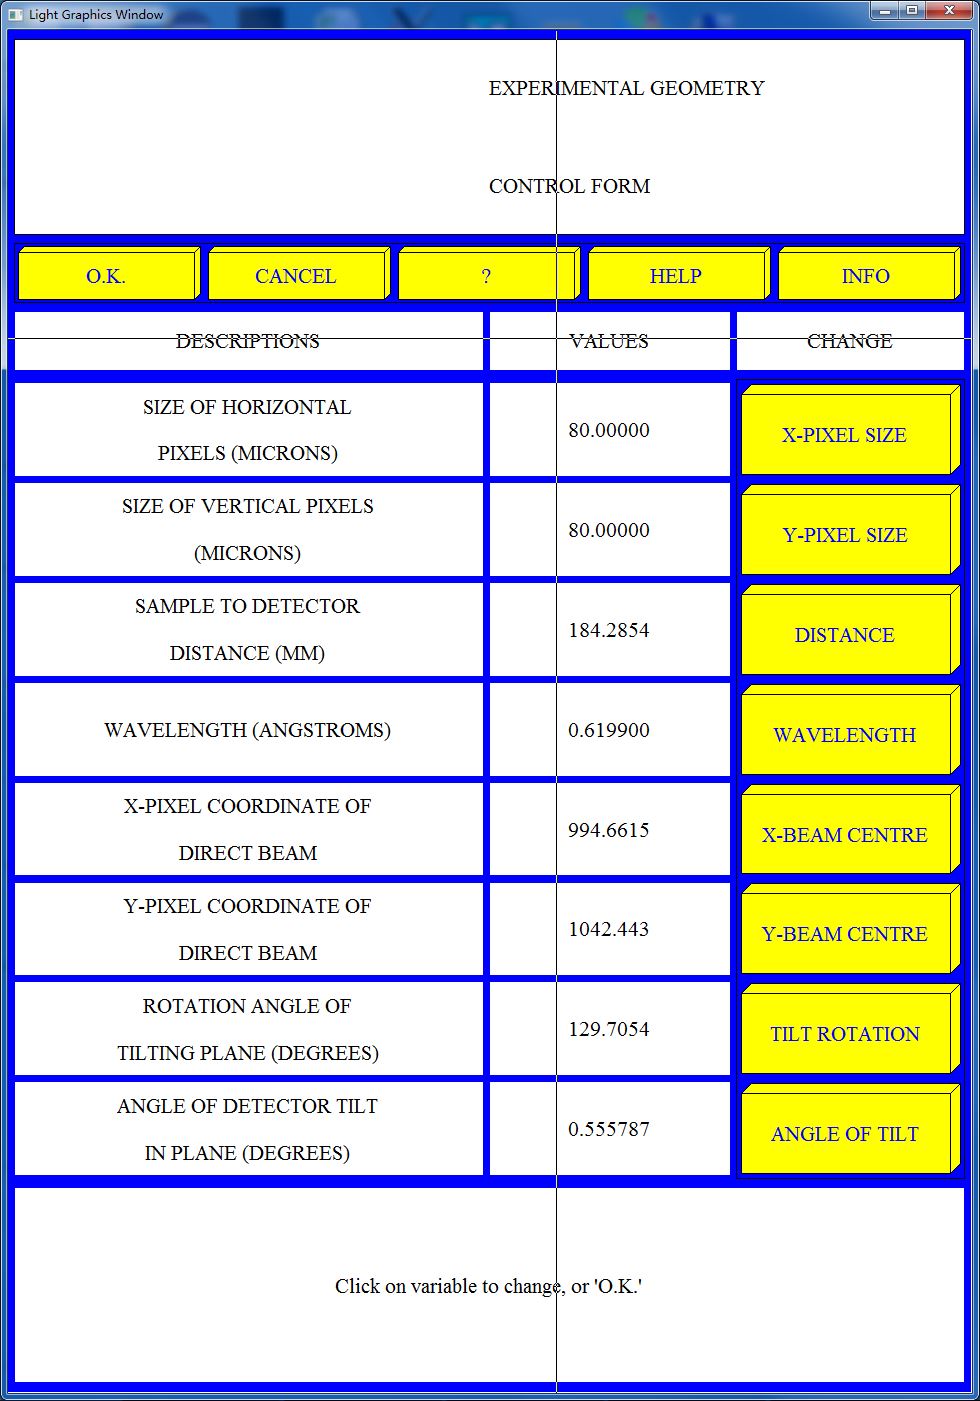 Light Graphics Window
EXPERIMENTAL GEOMETRY
CONTROL FORM
O.K. CANCEL ? HELP INFO
DESCRIPTIONS VALUES CHANGE
SIZE OF HORIZONTAL
PIXELS (MICRONS)
80.00000
X-PIXEL SIZE
SIZE OF VERTICAL PIXELS
(MICRONS)
80.00000
Y-PIXEL SIZE
SAMPLE TO DETECTOR
DISTANCE (MM)
184.2854
DISTANCE
WAVELENGTH (ANGSTROMS)
0.619900
WAVELENGTH
X-PIXEL COORDINATE OF
DIRECT BEAM
994.6615
X-BEAM CENTRE
Y-PIXEL COORDINATE OF
DIRECT BEAM
1042.443
Y-BEAM CENTRE
ROTATION ANGLE OF
TILTING PLANE (DEGREES)
129.7054
TILT ROTATION
ANGLE OF DETECTOR TILT
IN PLANE (DEGREES)
0.555787
ANGLE OF TILT
Click on variable to change, or 'O.K.'